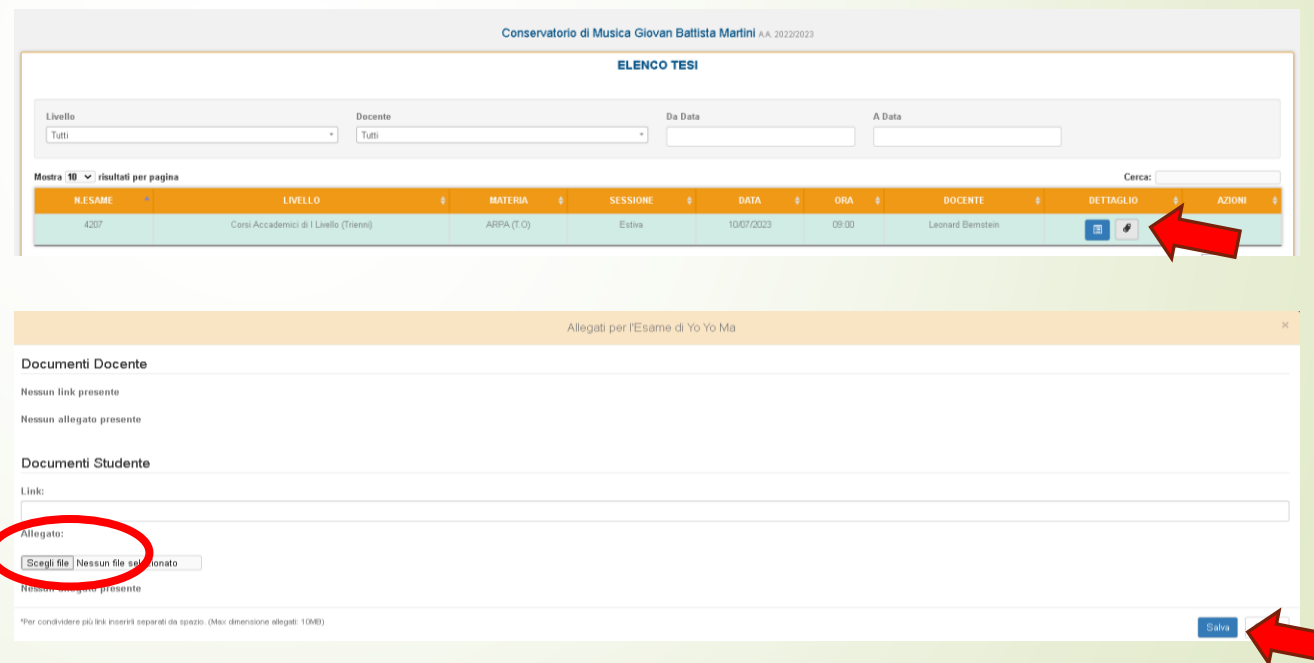 Conservatorio di Musica Giovan Battista Martini A.A. 2022/2023
ELENCO TESI
Livello Docente Da Data A Data
Tutti Tutti
Mostra 10 risultati per pagina Cerca:
N.ESAME LIVELLO MATERIA SESSIONE DATA ORA DOCENTE DETTAGLIO AZIONI
4207 Corsi Accademici di I Livello (Trienni) ARPA (T.O) Estiva 10/07/2023 09:00 Leonard Bernstein
Allegati per l'Esame di Yo Yo Ma ×
Documenti Docente
Nessun link presente
Nessun allegato presente
Documenti Studente
Link:
Allegato:
Scegli file Nessun file selezionato
Nessun allegato presente
*Per condividere più link inserirli separati da spazio. (Max dimensione allegati: 10MB)
Salva